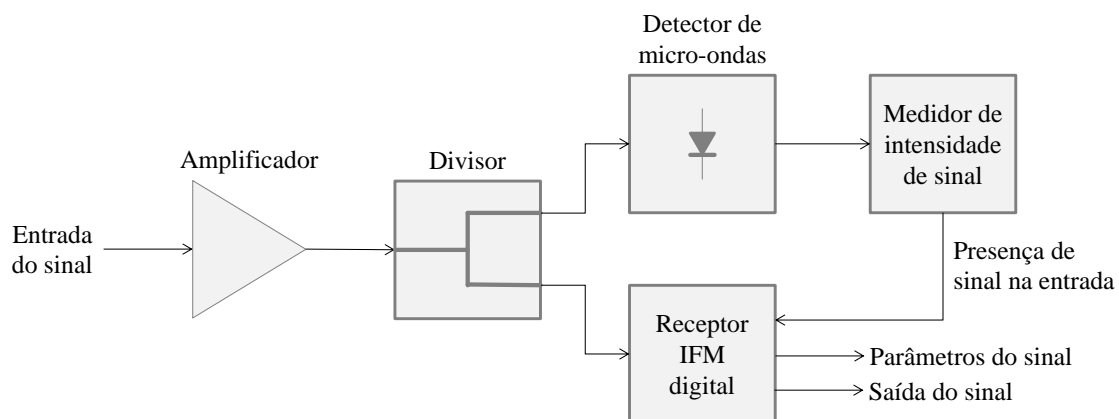 Detector de
micro-ondas
Medidor de
intensidade
de sinal
Amplificador
Divisor
Entrada
do sinal
Presença de
sinal na entrada
Receptor
IFM
digital
Parâmetros do sinal
Saída do sinal